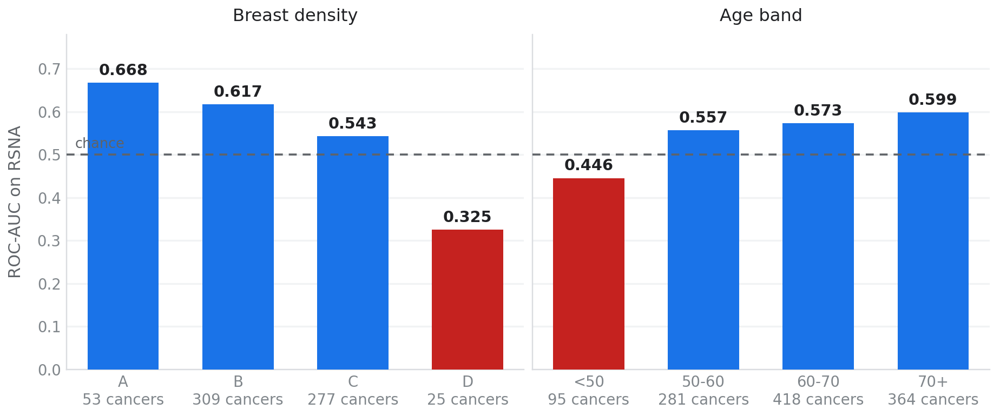 Breast density
Age band
ROC-AUC on RSNA
0.7
0.6
0.5
0.4
0.3
0.2
0.1
0.0
chance
0.668
0.617
0.543
0.325
0.446
0.557
0.573
0.599
A
53 cancers
B
309 cancers
C
277 cancers
D
25 cancers
<50
95 cancers
50-60
281 cancers
60-70
418 cancers
70+
364 cancers